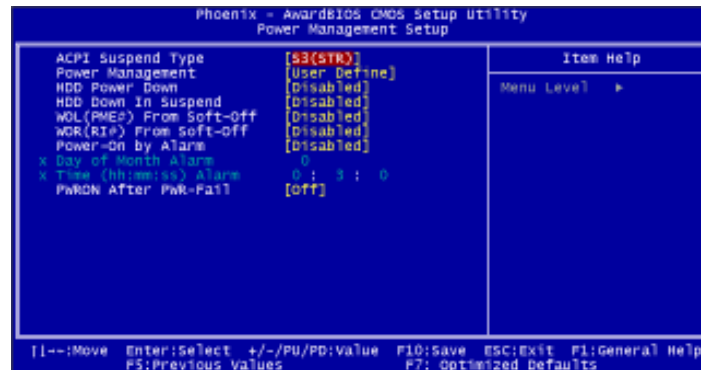 Phoenix - AwardBIOS CMOS Setup Utility
Power Management Setup
ACPI Suspend Type [S3(STR)]
Power Management [User Define]
HDD Power Down [Disabled]
HDD Down In Suspend [Disabled]
WOL(PME#) From Soft-Off [Disabled]
WOR(RI#) From Soft-Off [Disabled]
Power-On by Alarm [Disabled]
x Day of Month Alarm 0
x Time (hh:mm:ss) Alarm 0 : 3 : 0
PWRON After PWR-Fail [Off]
Item Help
Menu Level ►
↑↓→←:Move Enter:Select +/-/PU/PD:Value F10:Save ESC:Exit F1:General Help
F5:Previous Values F7: Optimized Defaults